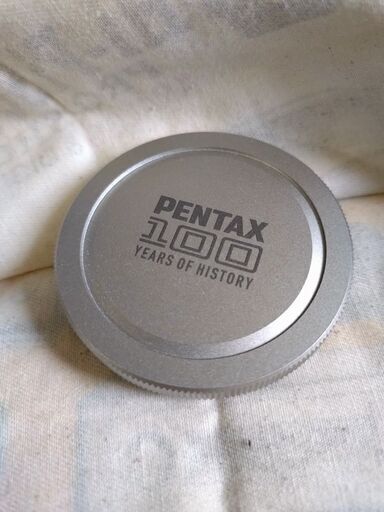 PENTAX
100
YEARS OF HISTORY